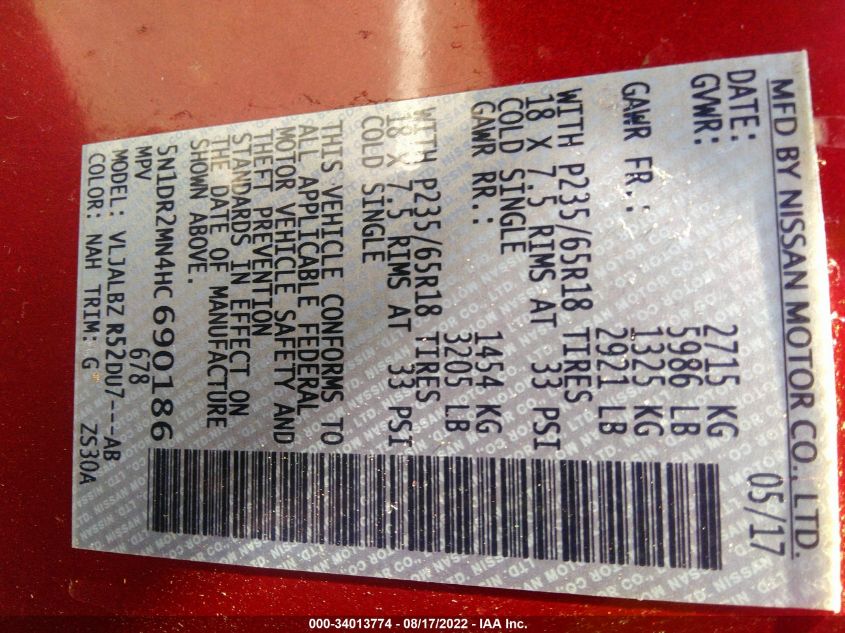 MFD BY NISSAN MOTOR CO., LTD.
DATE: 05/17
GVWR: 2715 KG
5986 LB
GAWR FR.: 1325 KG
2921 LB
WITH P235/65R18 TIRES
18 X 7.5 RIMS AT 33 PSI
COLD SINGLE
GAWR RR.: 1454 KG
3205 LB
WITH P235/65R18 TIRES
18 X 7.5 RIMS AT 33 PSI
COLD SINGLE
THIS VEHICLE CONFORMS TO
ALL APPLICABLE FEDERAL
MOTOR VEHICLE SAFETY AND
THEFT PREVENTION
STANDARDS IN EFFECT ON
THE DATE OF MANUFACTURE
SHOWN ABOVE.
5N1DR2MN4HC690186
MPV 678
MODEL: VLJALBZ R52DU7---AB
COLOR: NAH TRIM: G ZS30A
000-34013774 - 08/17/2022 - IAA Inc.